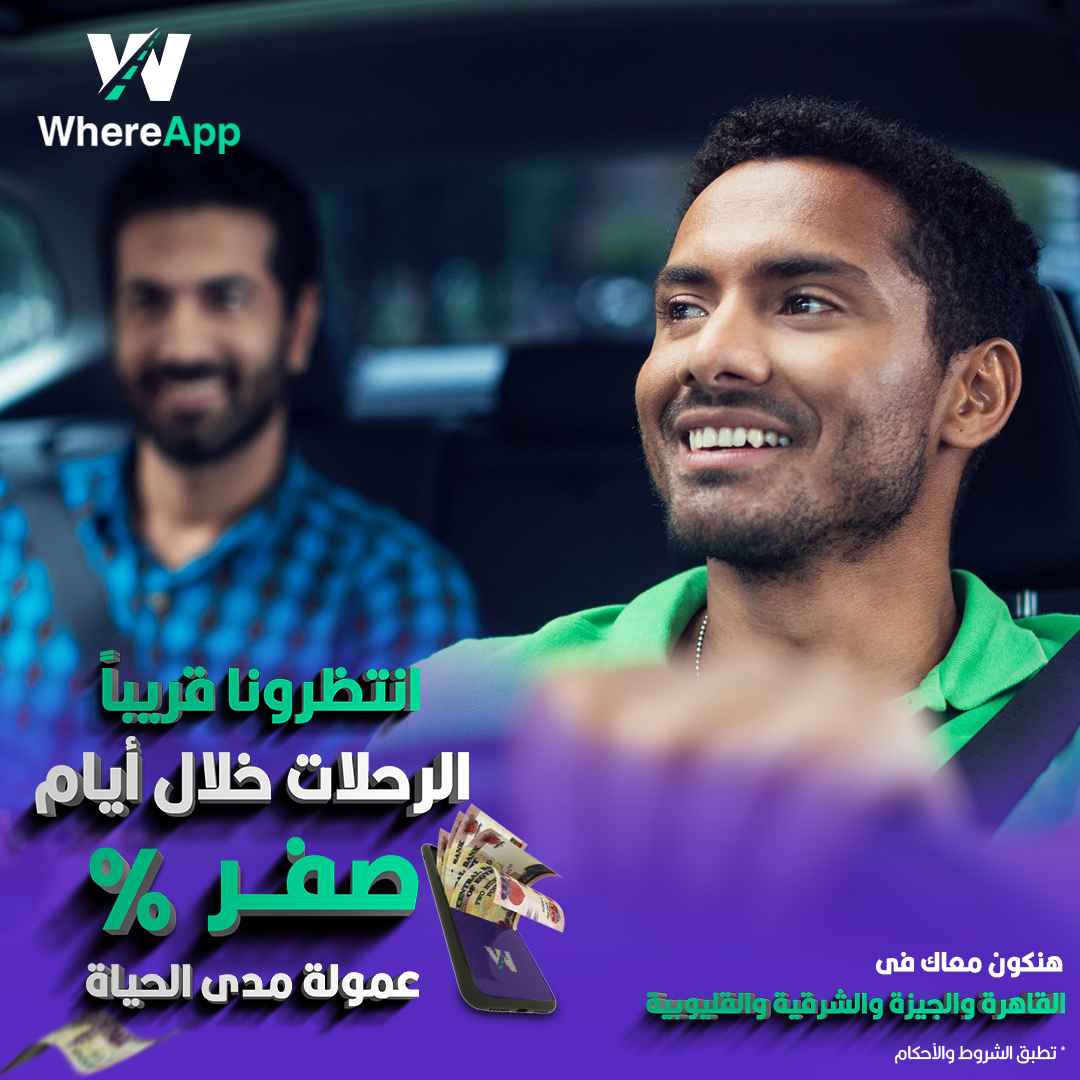 WhereApp
انتظرونا قريباً
الرحلات خلال أيام
صفر %
عمولة مدى الحياة
هنكون معاك فى
القاهرة والجيزة والشرقية والقليوبية
* تطبق الشروط والأحكام